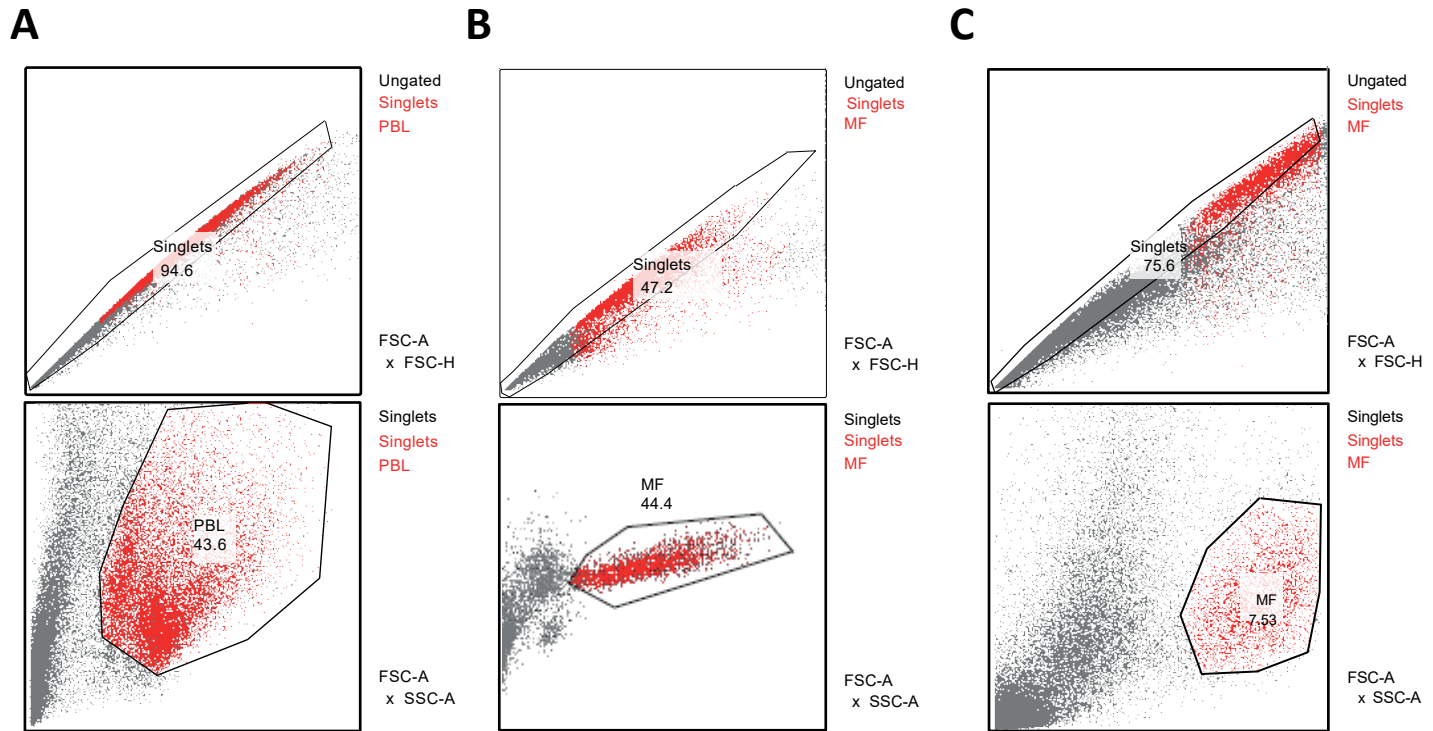 A
Ungated
Singlets
PBL
Singlets
94.6
FSC-A
x FSC-H
Singlets
Singlets
PBL
PBL
43.6
FSC-A
x SSC-A
B
Ungated
Singlets
MF
Singlets
47.2
FSC-A
x FSC-H
Singlets
Singlets
MF
MF
44.4
FSC-A
x SSC-A
C
Ungated
Singlets
MF
Singlets
75.6
FSC-A
x FSC-H
Singlets
Singlets
MF
MF
7.53
FSC-A
x SSC-A